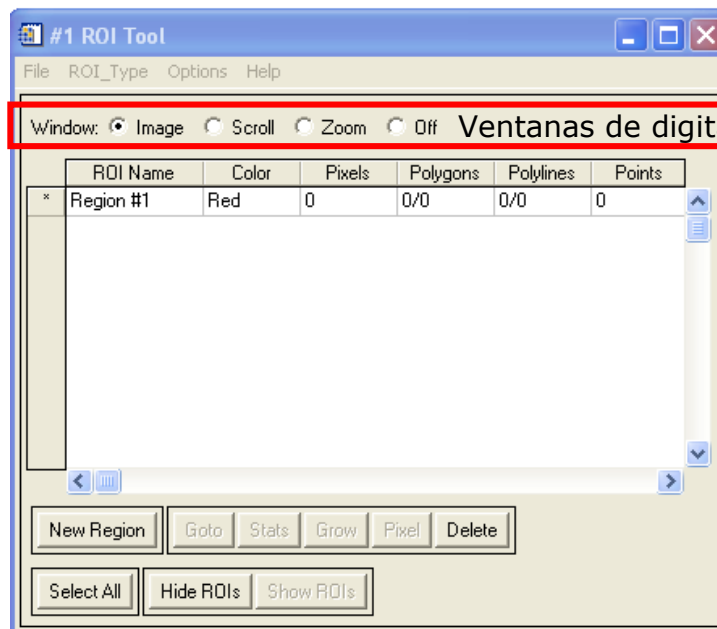 #1 ROI Tool
File ROI_Type Options Help
Window: Image Scroll Zoom Off Ventanas de digit
ROI Name Color Pixels Polygons Polylines Points
* Region #1 Red 0 0/0 0/0 0
New Region Goto Stats Grow Pixel Delete
Select All Hide ROIs Show ROIs